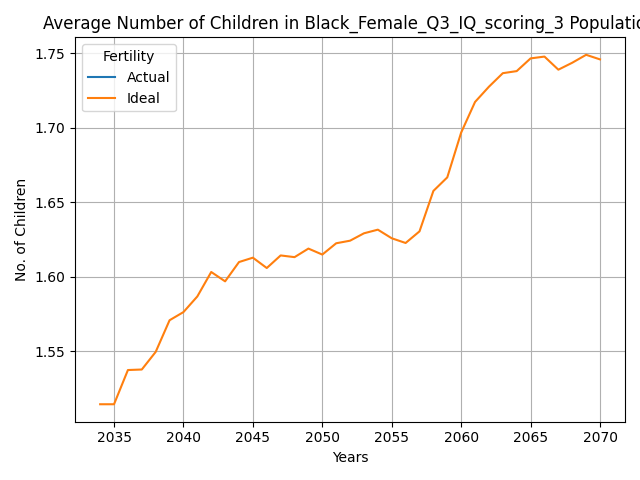 Average Number of Children in Black_Female_Q3_IQ_scoring_3 Populatio
Fertility
Actual
Ideal
1.75
1.70
1.65
1.60
1.55
No. of Children
2035 2040 2045 2050 2055 2060 2065 2070
Years